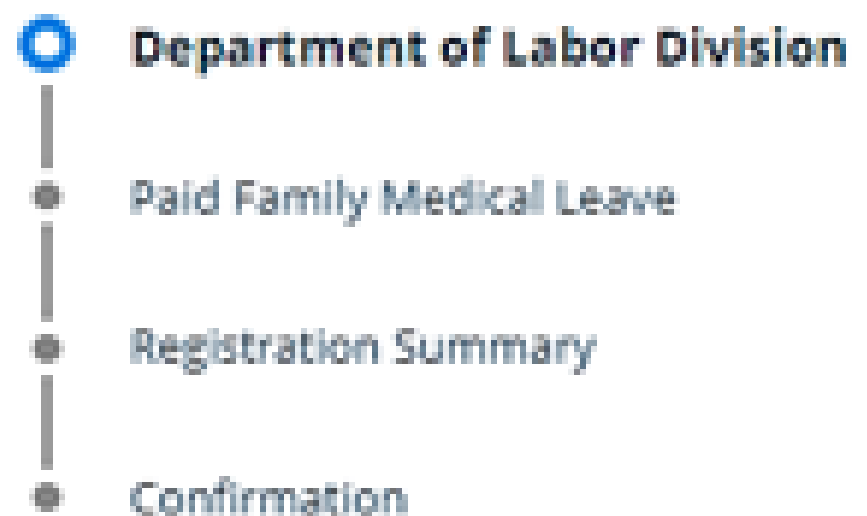 Department of Labor Division
Paid Family Medical Leave
Registration Summary
Confirmation